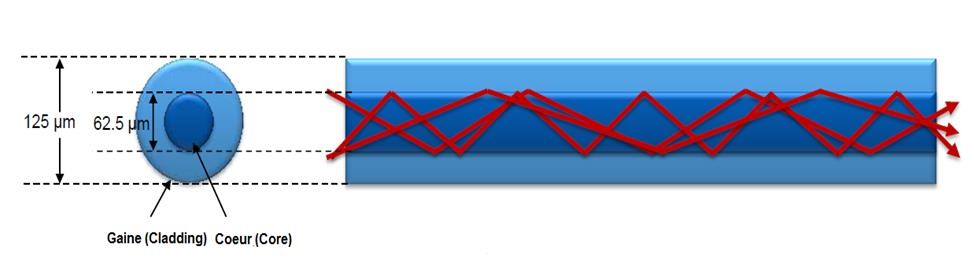 125 µm
62.5 µm
Gaine (Cladding)
Coeur (Core)